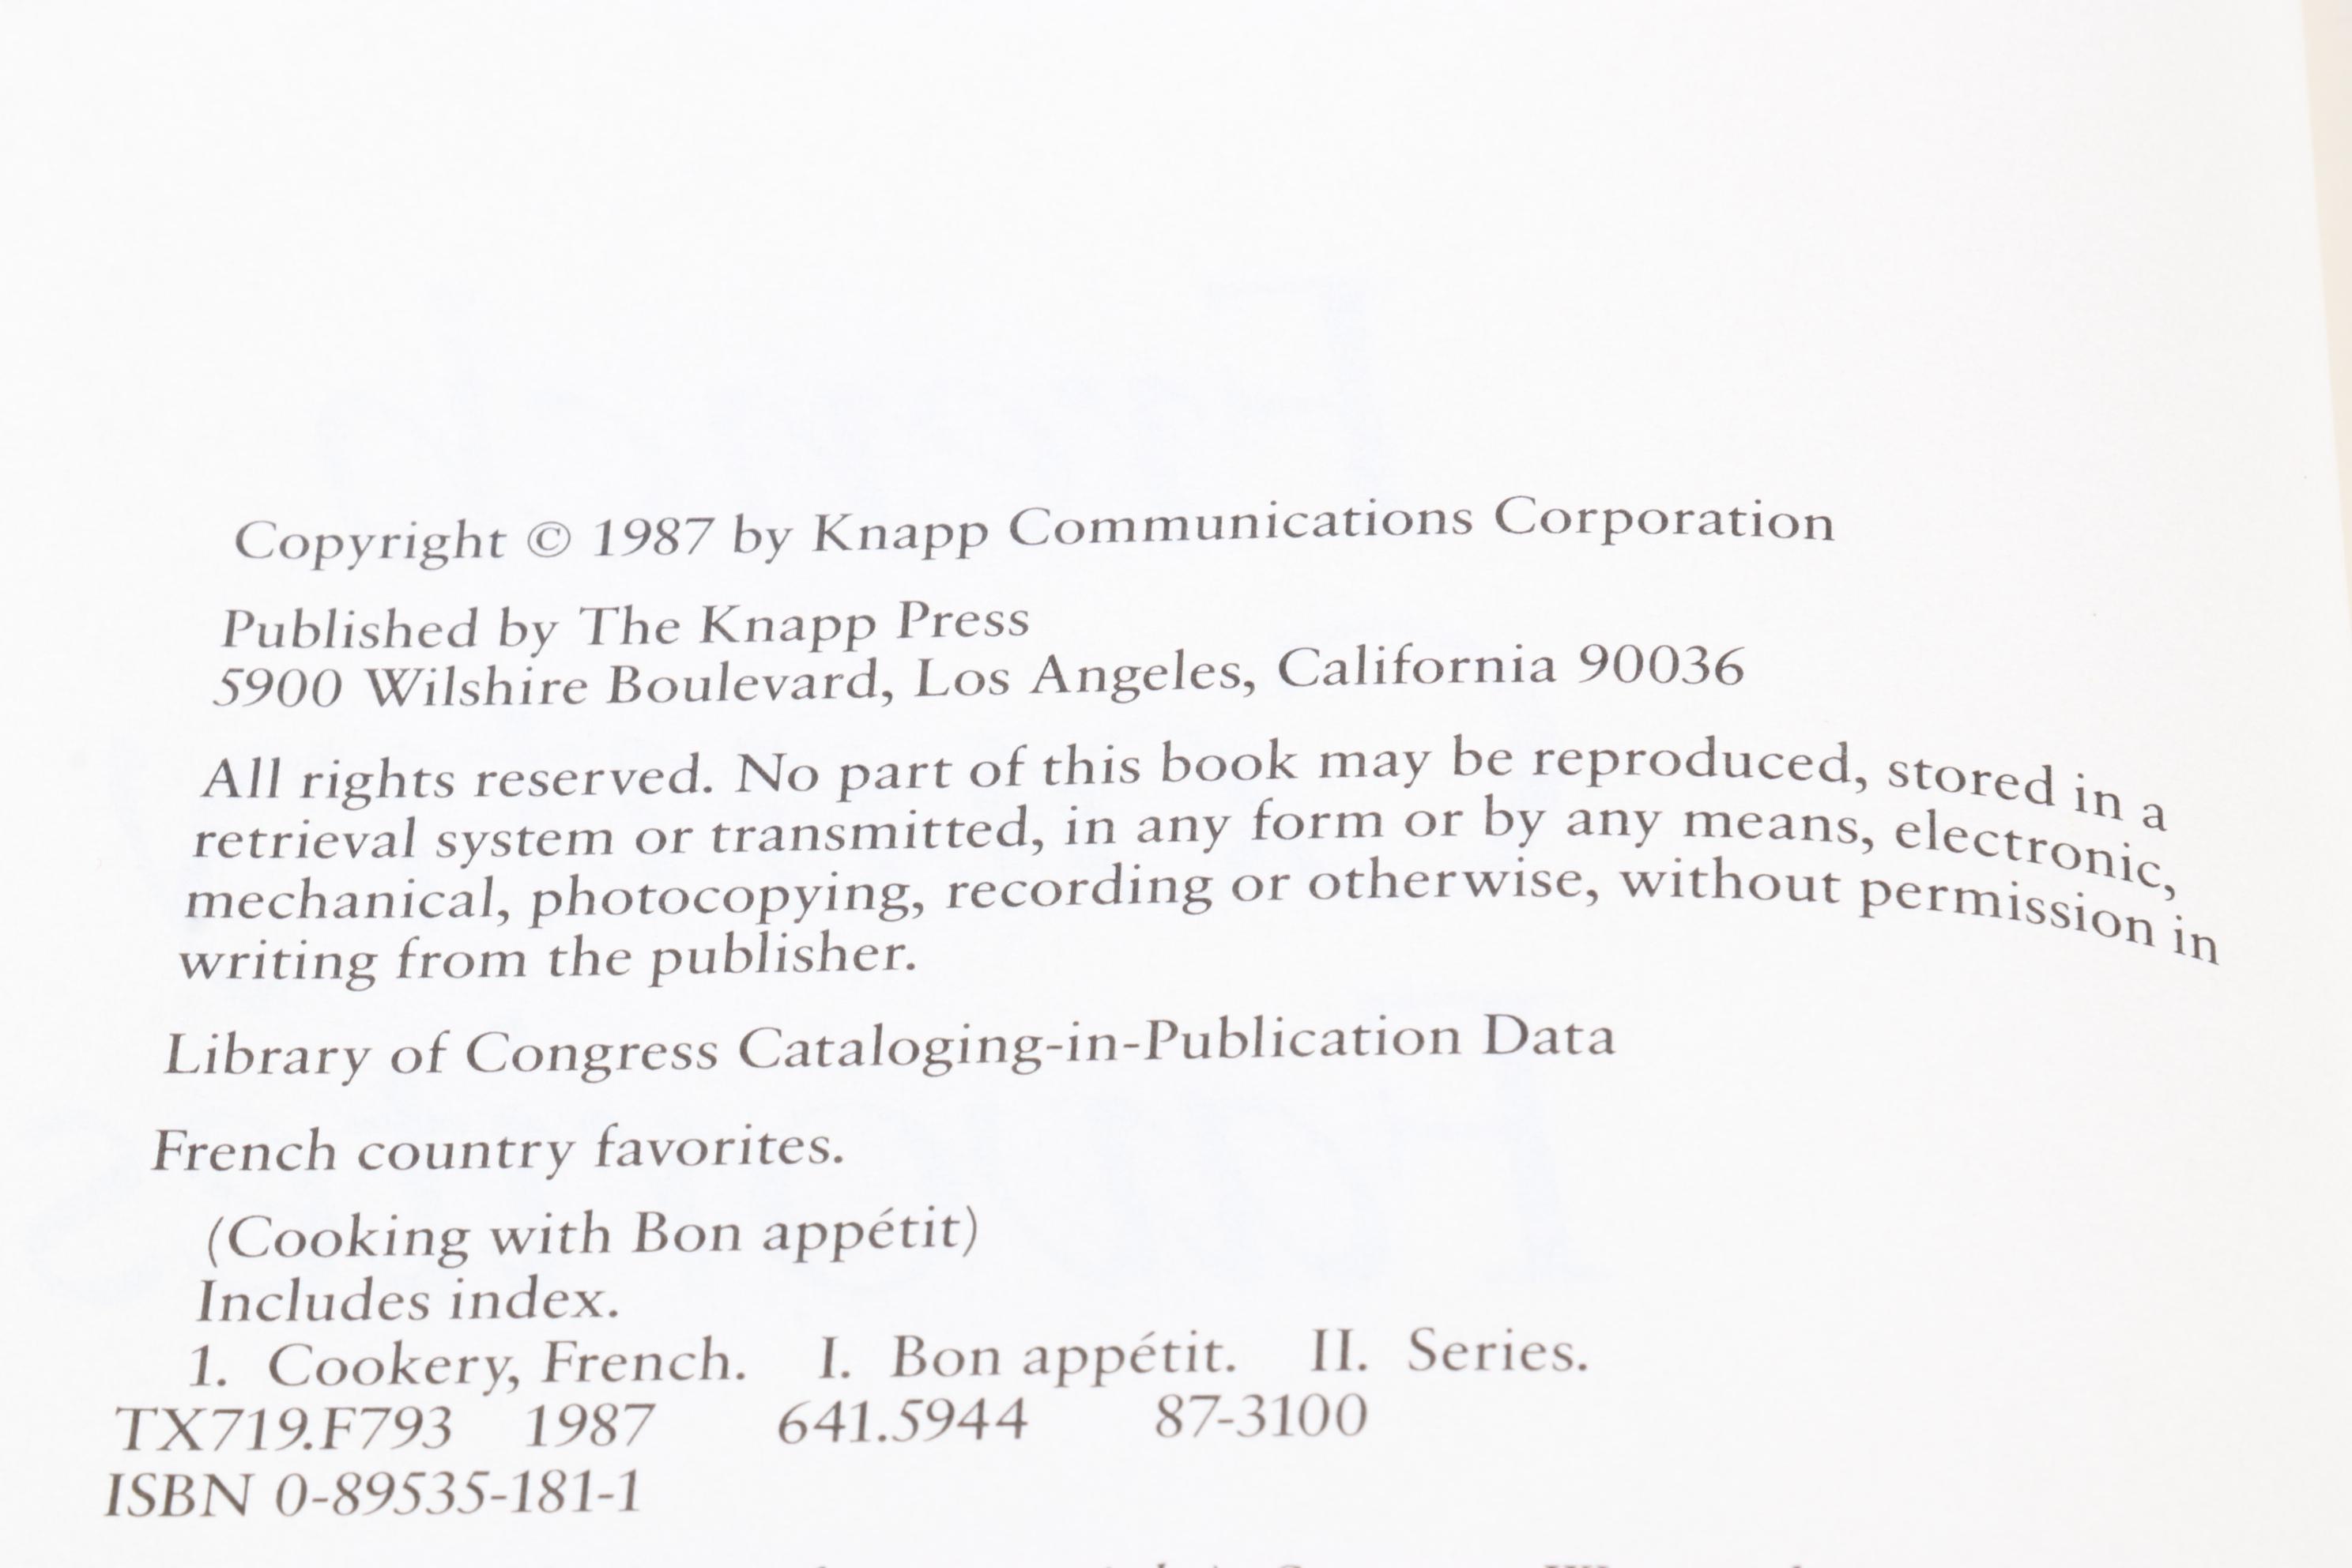 Copyright © 1987 by Knapp Communications Corporation
Published by The Knapp Press
5900 Wilshire Boulevard, Los Angeles, California 90036
All rights reserved. No part of this book may be reproduced, stored in a
retrieval system or transmitted, in any form or by any means, electronic,
mechanical, photocopying, recording or otherwise, without permission in
writing from the publisher.
Library of Congress Cataloging-in-Publication Data
French country favorites.
(Cooking with Bon appétit)
Includes index.
1. Cookery, French. I. Bon appétit. II. Series.
TX719.F793 1987 641.5944 87-3100
ISBN 0-89535-181-1